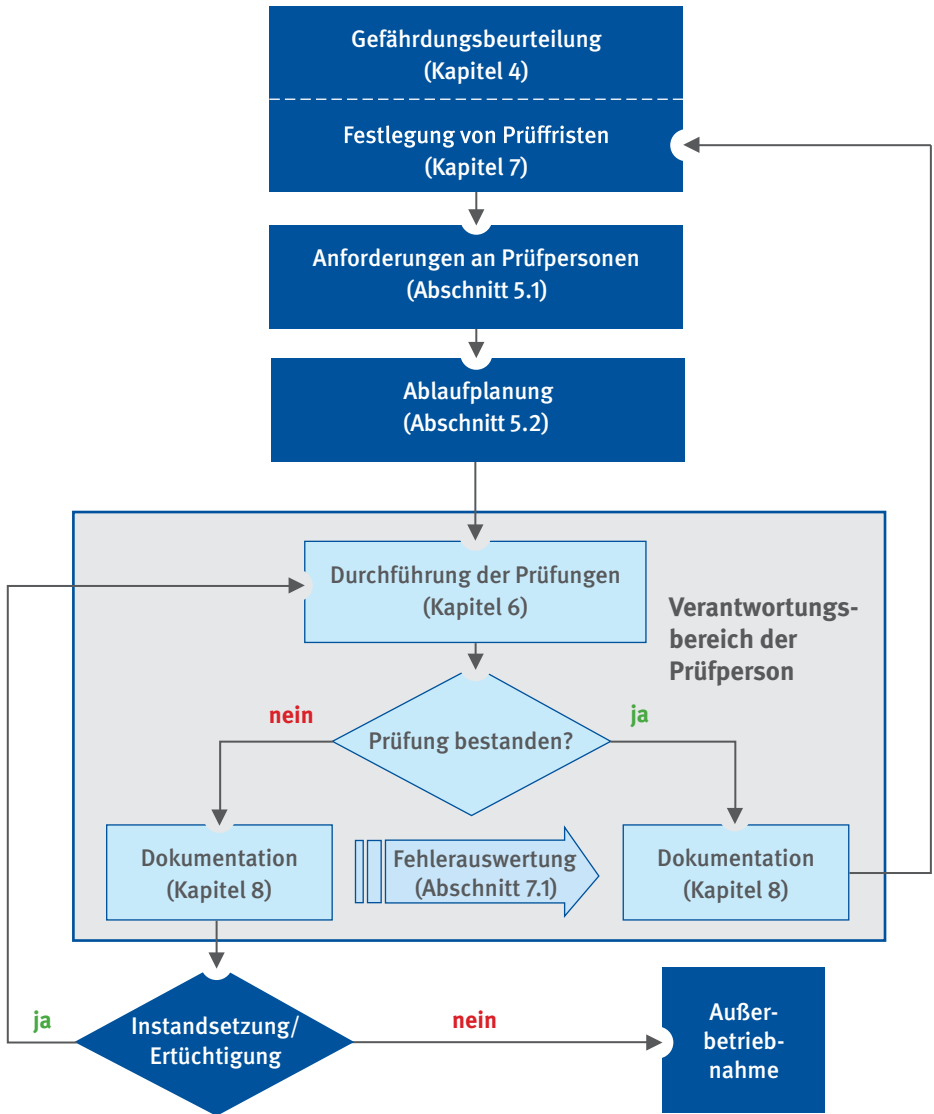 Gefährdungsbeurteilung
(Kapitel 4)
Festlegung von Prüffristen
(Kapitel 7)
Anforderungen an Prüfpersonen
(Abschnitt 5.1)
Ablaufplanung
(Abschnitt 5.2)
Durchführung der Prüfungen
(Kapitel 6)
Verantwortungs-
bereich der
Prüfperson
nein
ja
Prüfung bestanden?
Dokumentation
(Kapitel 8)
Fehlerauswertung
(Abschnitt 7.1)
Dokumentation
(Kapitel 8)
ja
Instandsetzung/
Ertüchtigung
nein
Außer-
betrieb-
nahme